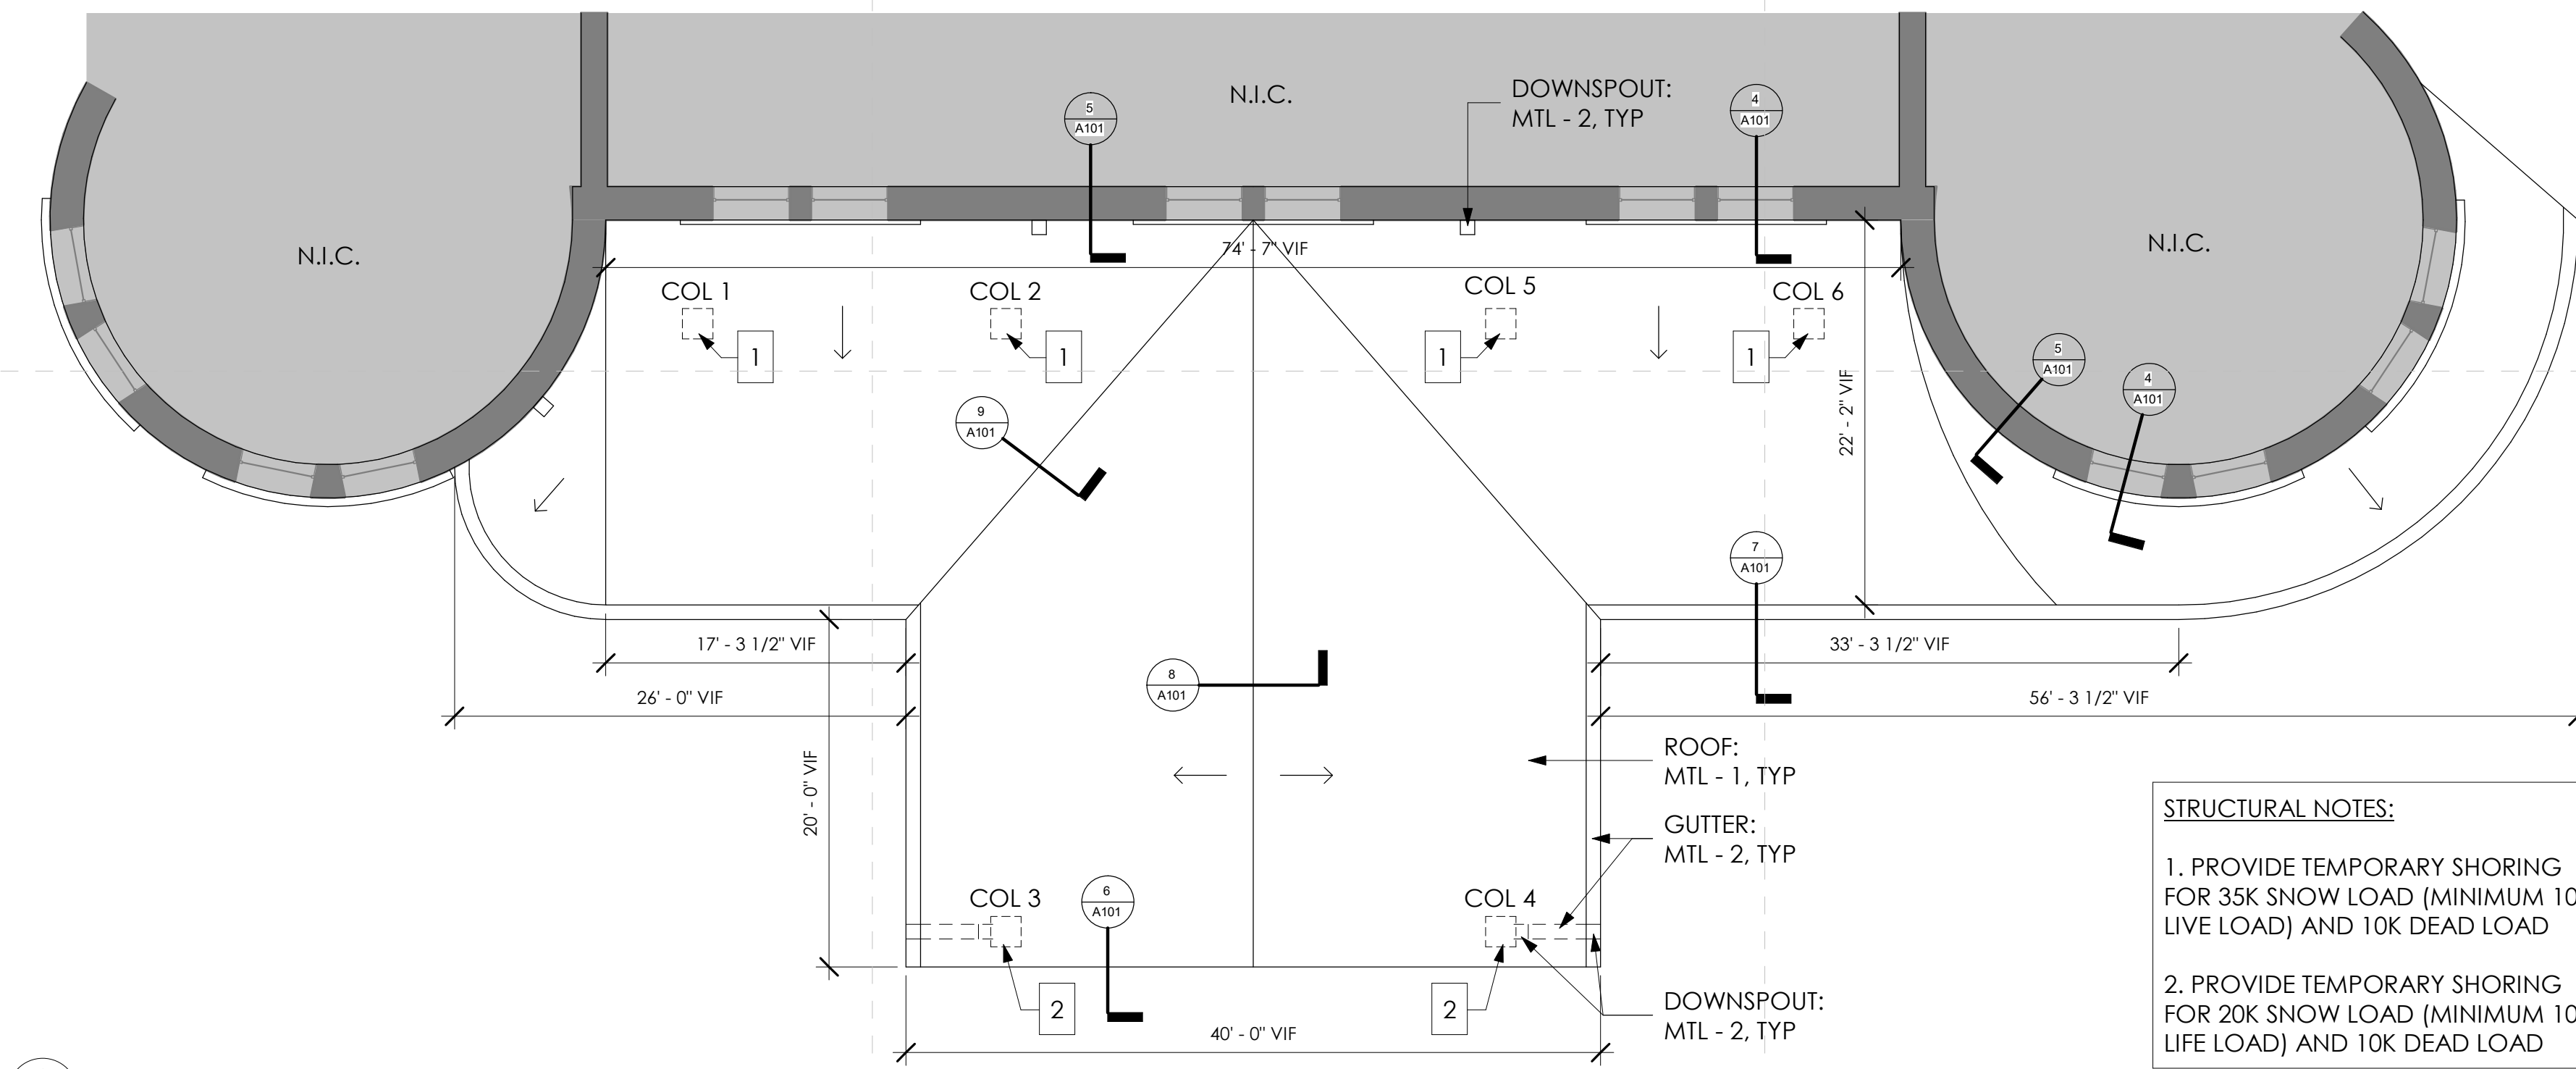 N.I.C.
DOWNSPOUT:
MTL - 2, TYP
5
A101
4
A101
N.I.C.
N.I.C.
74' - 7" VIF
COL 1
COL 2
COL 5
COL 6
1
1
1
1
22' - 2" VIF
5
A101
4
A101
9
A101
7
A101
17' - 3 1/2" VIF
33' - 3 1/2" VIF
8
A101
26' - 0" VIF
56' - 3 1/2" VIF
20' - 0" VIF
ROOF:
MTL - 1, TYP
GUTTER:
MTL - 2, TYP
COL 3
6
A101
COL 4
2
2
DOWNSPOUT:
MTL - 2, TYP
40' - 0" VIF
STRUCTURAL NOTES:
1. PROVIDE TEMPORARY SHORING
FOR 35K SNOW LOAD (MINIMUM 10
LIVE LOAD) AND 10K DEAD LOAD
2. PROVIDE TEMPORARY SHORING
FOR 20K SNOW LOAD (MINIMUM 10
LIFE LOAD) AND 10K DEAD LOAD